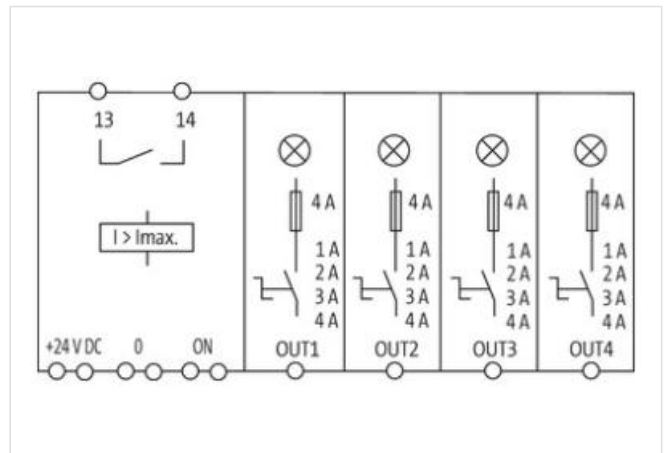 13 14
I > Imax.
+24 V DC 0 ON
4 A
1 A
2 A
3 A
4 A
OUT1
4 A
1 A
2 A
3 A
4 A
OUT2
4 A
1 A
2 A
3 A
4 A
OUT3
4 A
1 A
2 A
3 A
4 A
OUT4